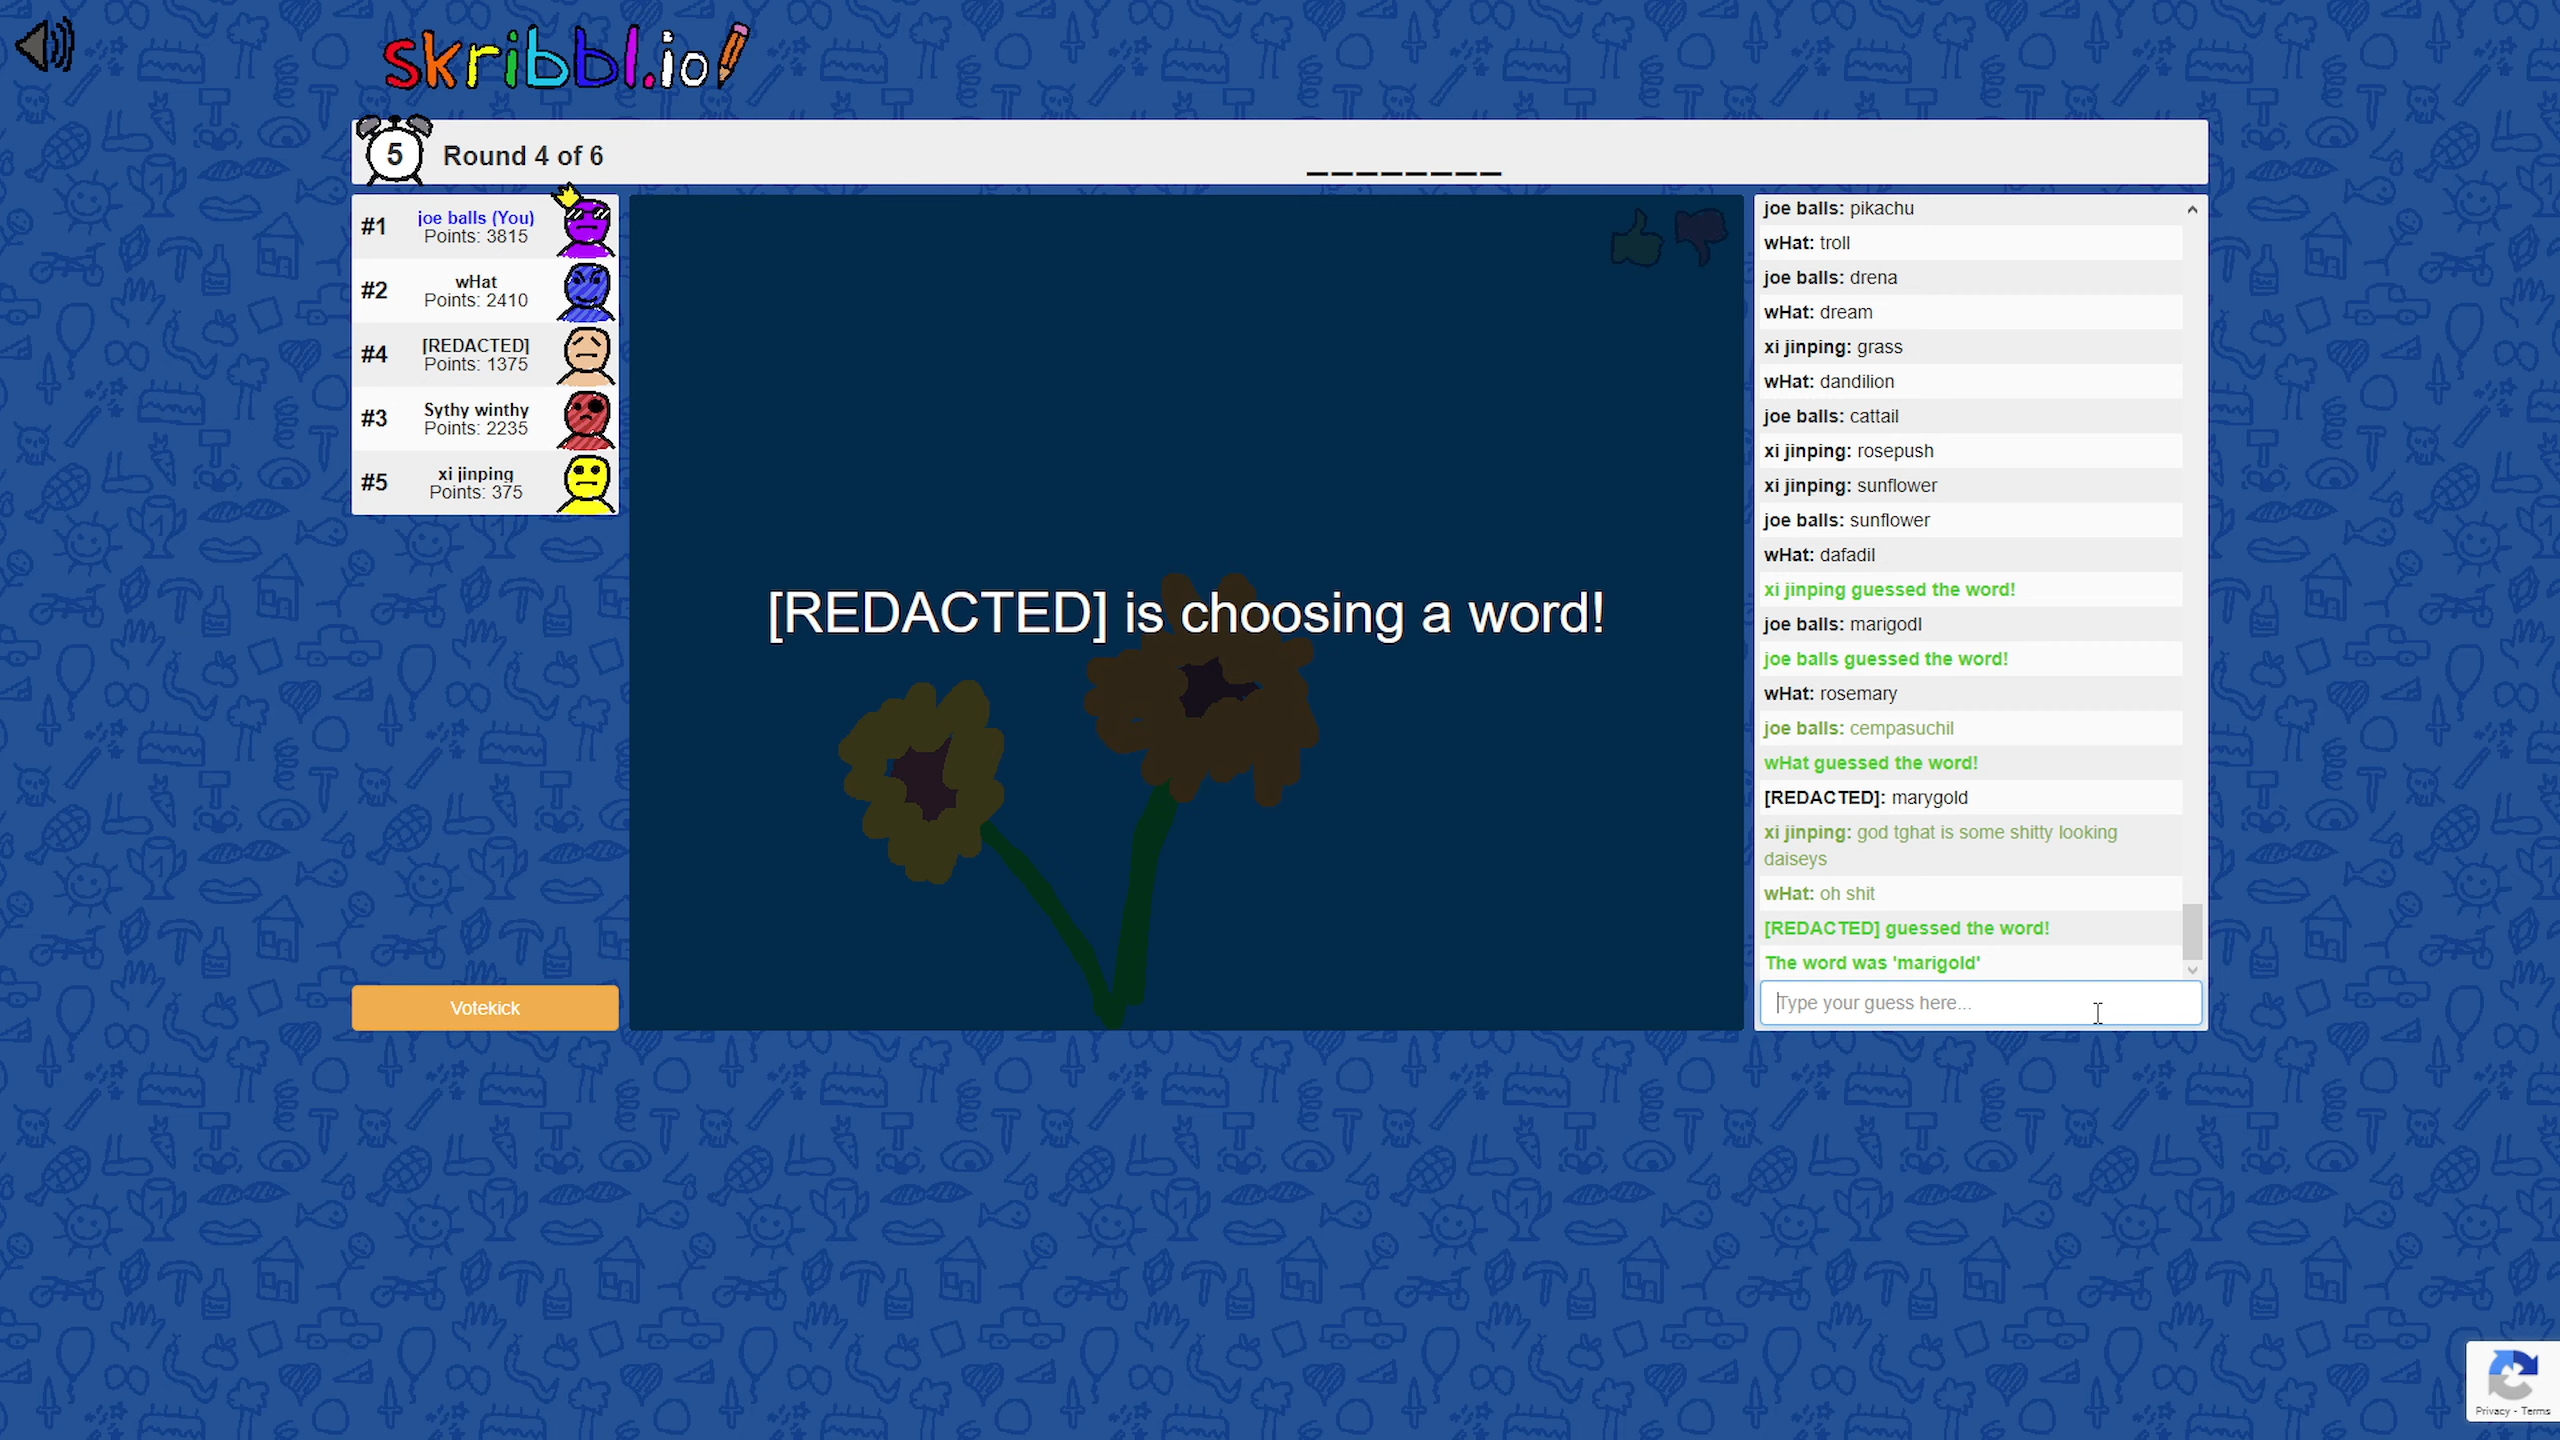 skribbl.io
5
Round 4 of 6
________
#1
joe balls (You)
Points: 3815
#2
wHat
Points: 2410
#4
[REDACTED]
Points: 1375
#3
Sythy winthy
Points: 2235
#5
xi jinping
Points: 375
Votekick
[REDACTED] is choosing a word!
joe balls: pikachu
wHat: troll
joe balls: drena
wHat: dream
xi jinping: grass
wHat: dandilion
joe balls: cattail
xi jinping: rosepush
xi jinping: sunflower
joe balls: sunflower
wHat: dafadil
xi jinping guessed the word!
joe balls: marigodl
joe balls guessed the word!
wHat: rosemary
joe balls: cempasuchil
wHat guessed the word!
[REDACTED]: marygold
xi jinping: god tghat is some shitty looking
daiseys
wHat: oh shit
[REDACTED] guessed the word!
The word was 'marigold'
Type your guess here...
Privacy - Terms